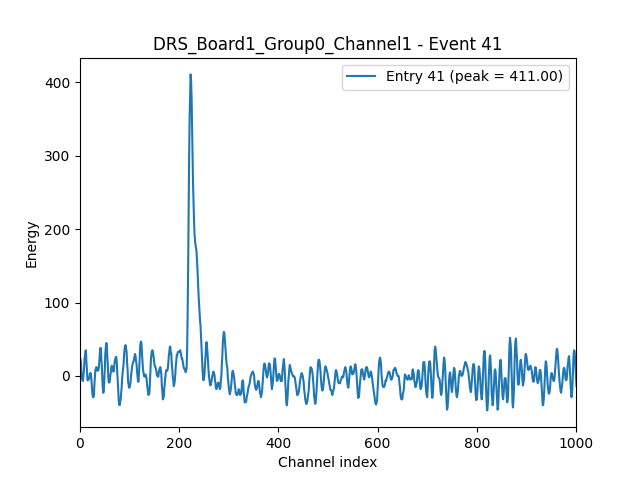 DRS_Board1_Group0_Channel1 - Event 41
Entry 41 (peak = 411.00)
400
300
200
100
0
Energy
0 200 400 600 800 1000
Channel index